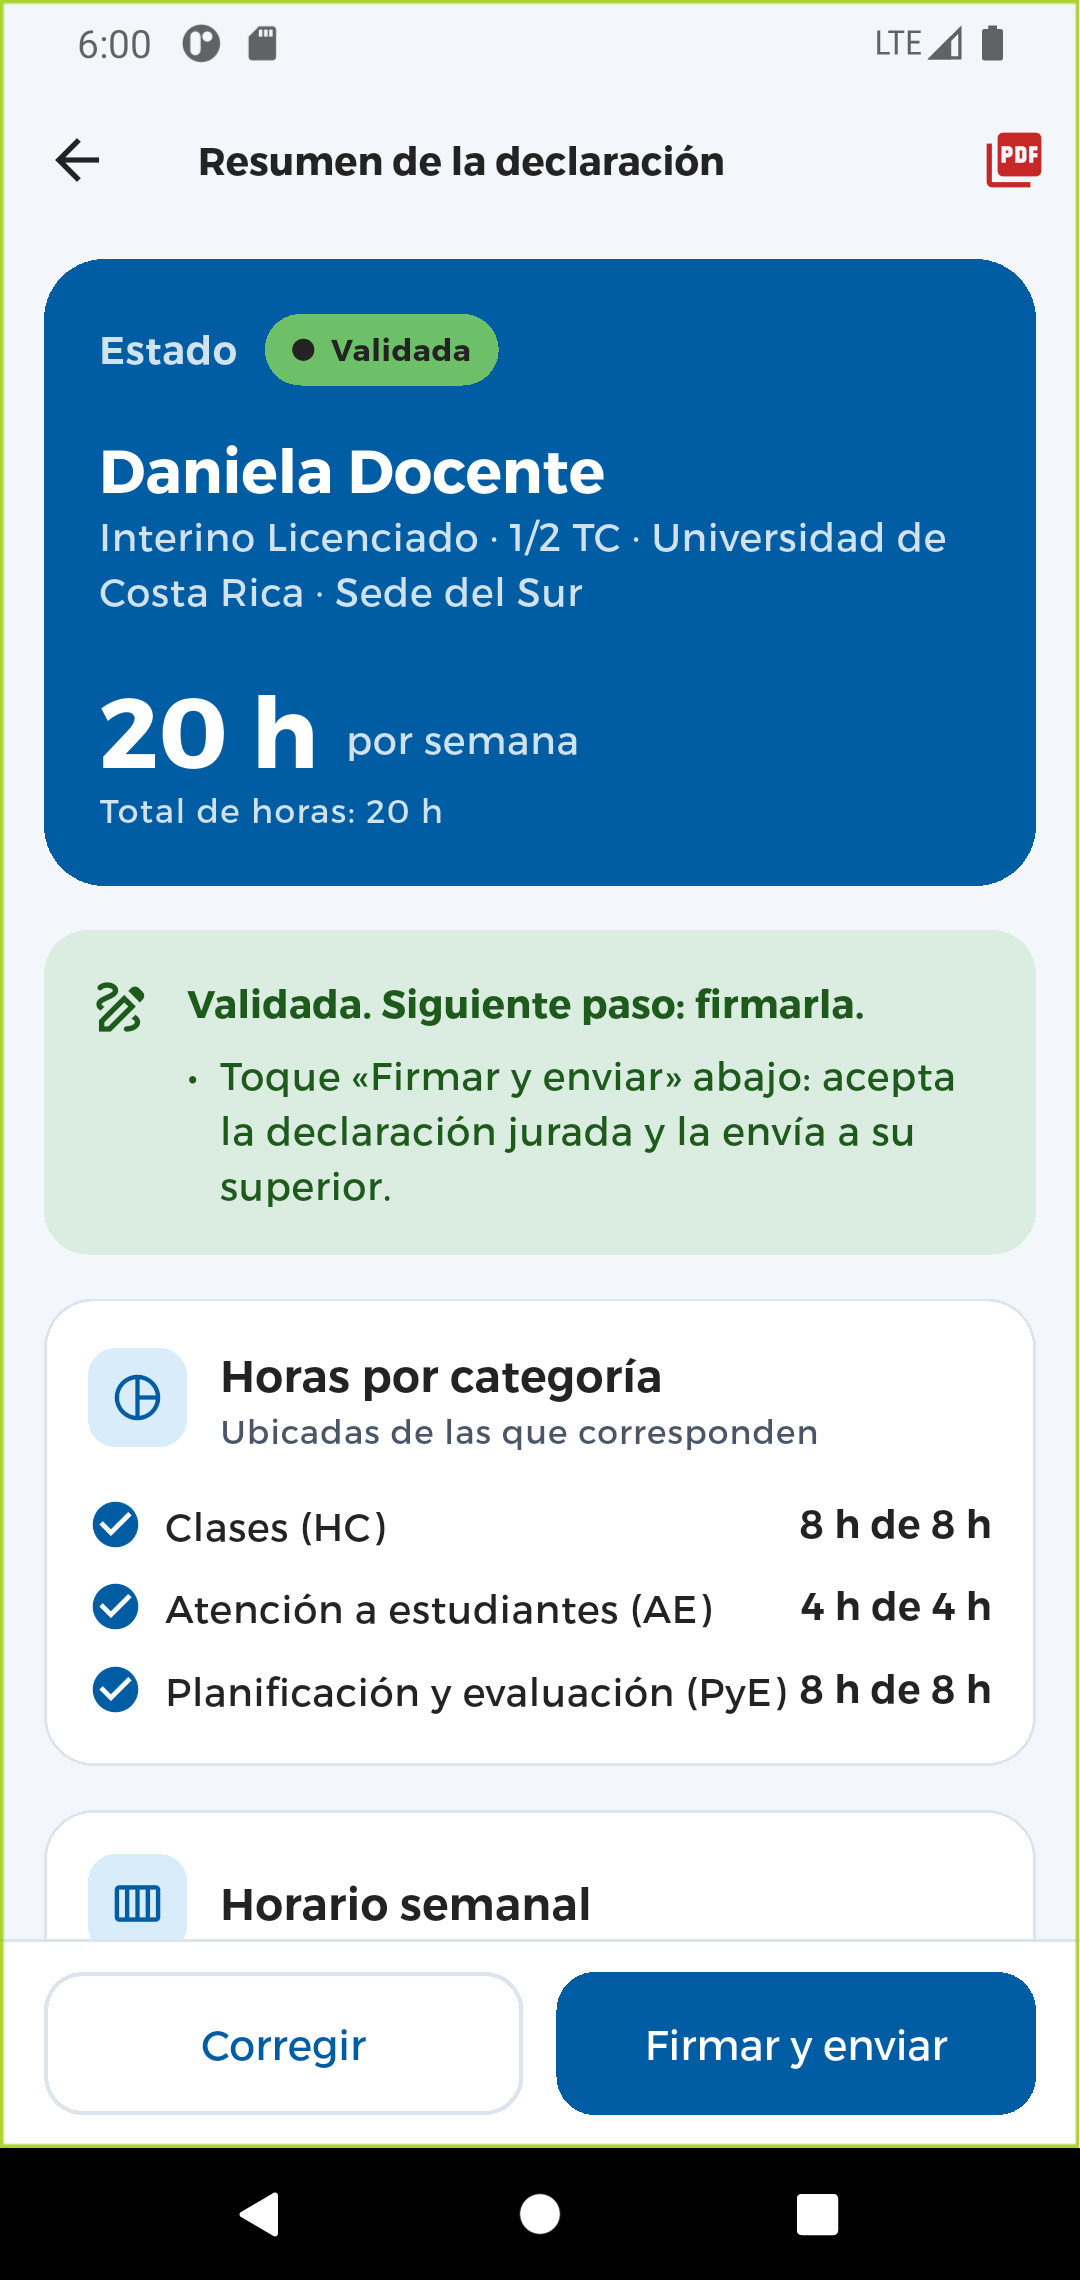 6:00
LTE
Resumen de la declaración
PDF
Estado
Validada
Daniela Docente
Interino Licenciado · 1/2 TC · Universidad de
Costa Rica · Sede del Sur
20 h por semana
Total de horas: 20 h
Validada. Siguiente paso: firmarla.
• Toque «Firmar y enviar» abajo: acepta
la declaración jurada y la envía a su
superior.
Horas por categoría
Ubicadas de las que corresponden
Clases (HC) 8 h de 8 h
Atención a estudiantes (AE) 4 h de 4 h
Planificación y evaluación (PyE) 8 h de 8 h
Horario semanal
Corregir
Firmar y enviar